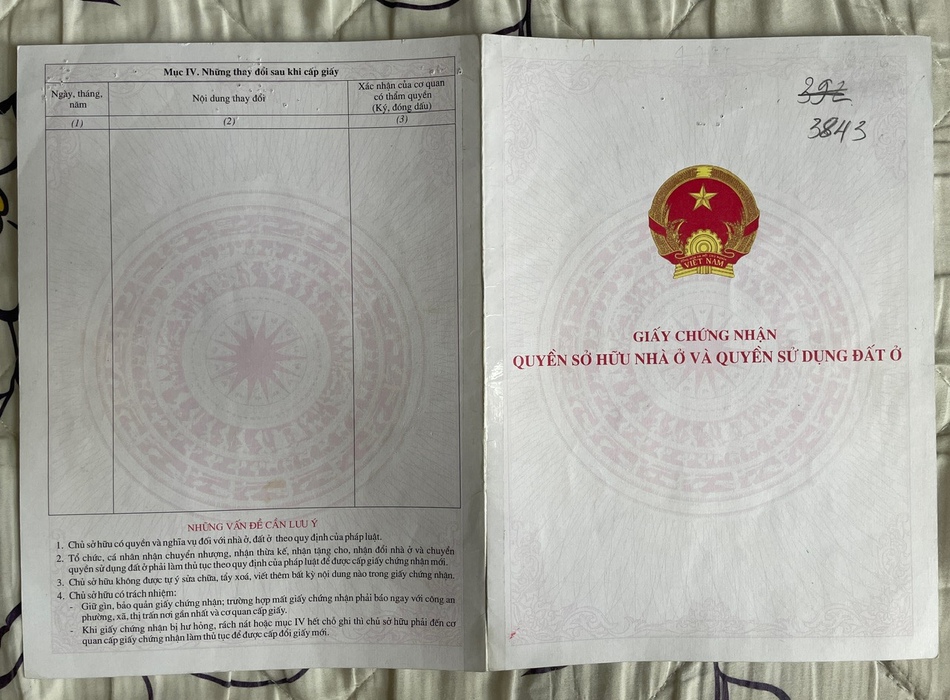 Mục IV. Những thay đổi sau khi cấp giấy
Ngày, tháng, năm
Nội dung thay đổi
Xác nhận của cơ quan có thẩm quyền (Ký, đóng dấu)
(1)
(2)
(3)
NHỮNG VẤN ĐỀ CẦN LƯU Ý
1. Chủ sở hữu có quyền và nghĩa vụ đối với nhà ở, đất ở theo quy định của pháp luật.
2. Tổ chức, cá nhân nhận chuyển nhượng, nhận thừa kế, nhận tặng cho, nhận đổi nhà ở và chuyển
quyền sử dụng đất ở phải làm thủ tục theo quy định của pháp luật để được cấp giấy chứng nhận mới.
3. Chủ sở hữu không được tự ý sửa chữa, tẩy xoá, viết thêm bất kỳ nội dung nào trong giấy chứng nhận.
4. Chủ sở hữu có trách nhiệm:
- Giữ gìn, bảo quản giấy chứng nhận; trường hợp mất giấy chứng nhận phải báo ngay với công an
phường, xã, thị trấn nơi gần nhất và cơ quan cấp giấy.
- Khi giấy chứng nhận bị hư hỏng, rách nát hoặc mục IV hết chỗ ghi thì chủ sở hữu phải đến cơ
quan cấp giấy chứng nhận làm thủ tục để được cấp đổi giấy mới.
392
3843
VIỆT NAM
GIẤY CHỨNG NHẬN
QUYỀN SỞ HỮU NHÀ Ở VÀ QUYỀN SỬ DỤNG ĐẤT Ở